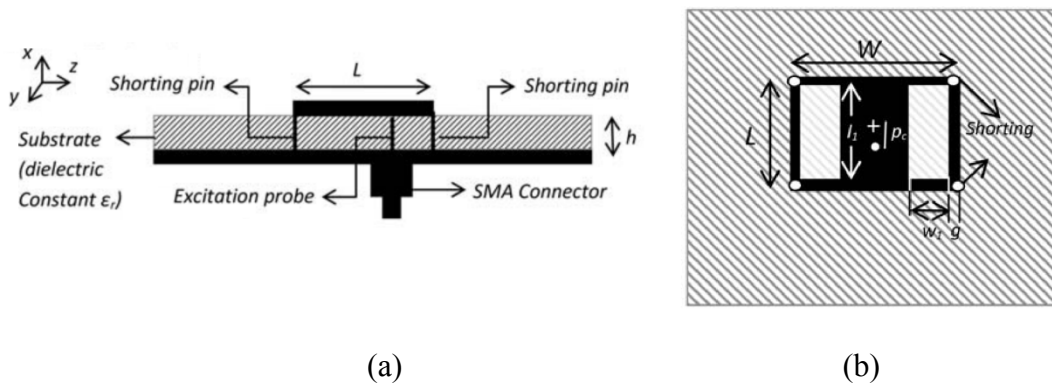 x
z
y
L
Shorting pin
Shorting pin
Substrate
(dielectric
Constant εr)
h
Excitation probe
SMA Connector
(a)
W
L
l1
pc
Shorting
w1
g
(b)